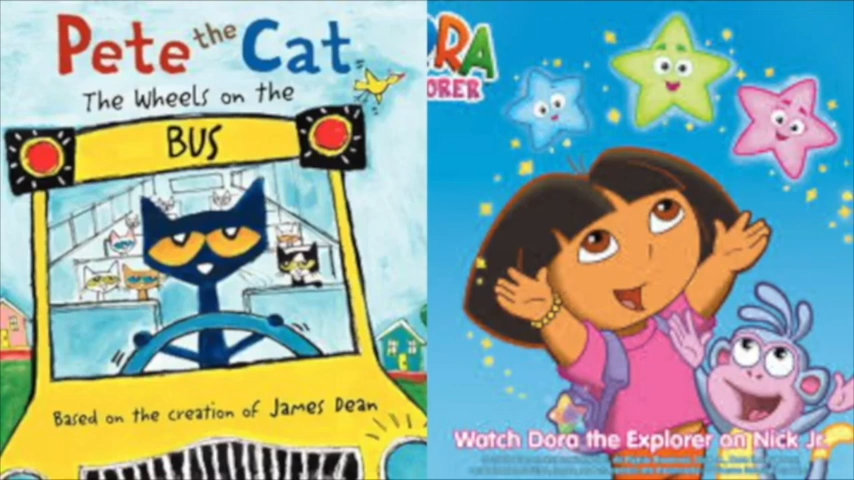 Pete the Cat
The Wheels on the
BUS
Based on the creation of James Dean
RA
ORER
Watch Dora the Explorer on Nick Jr